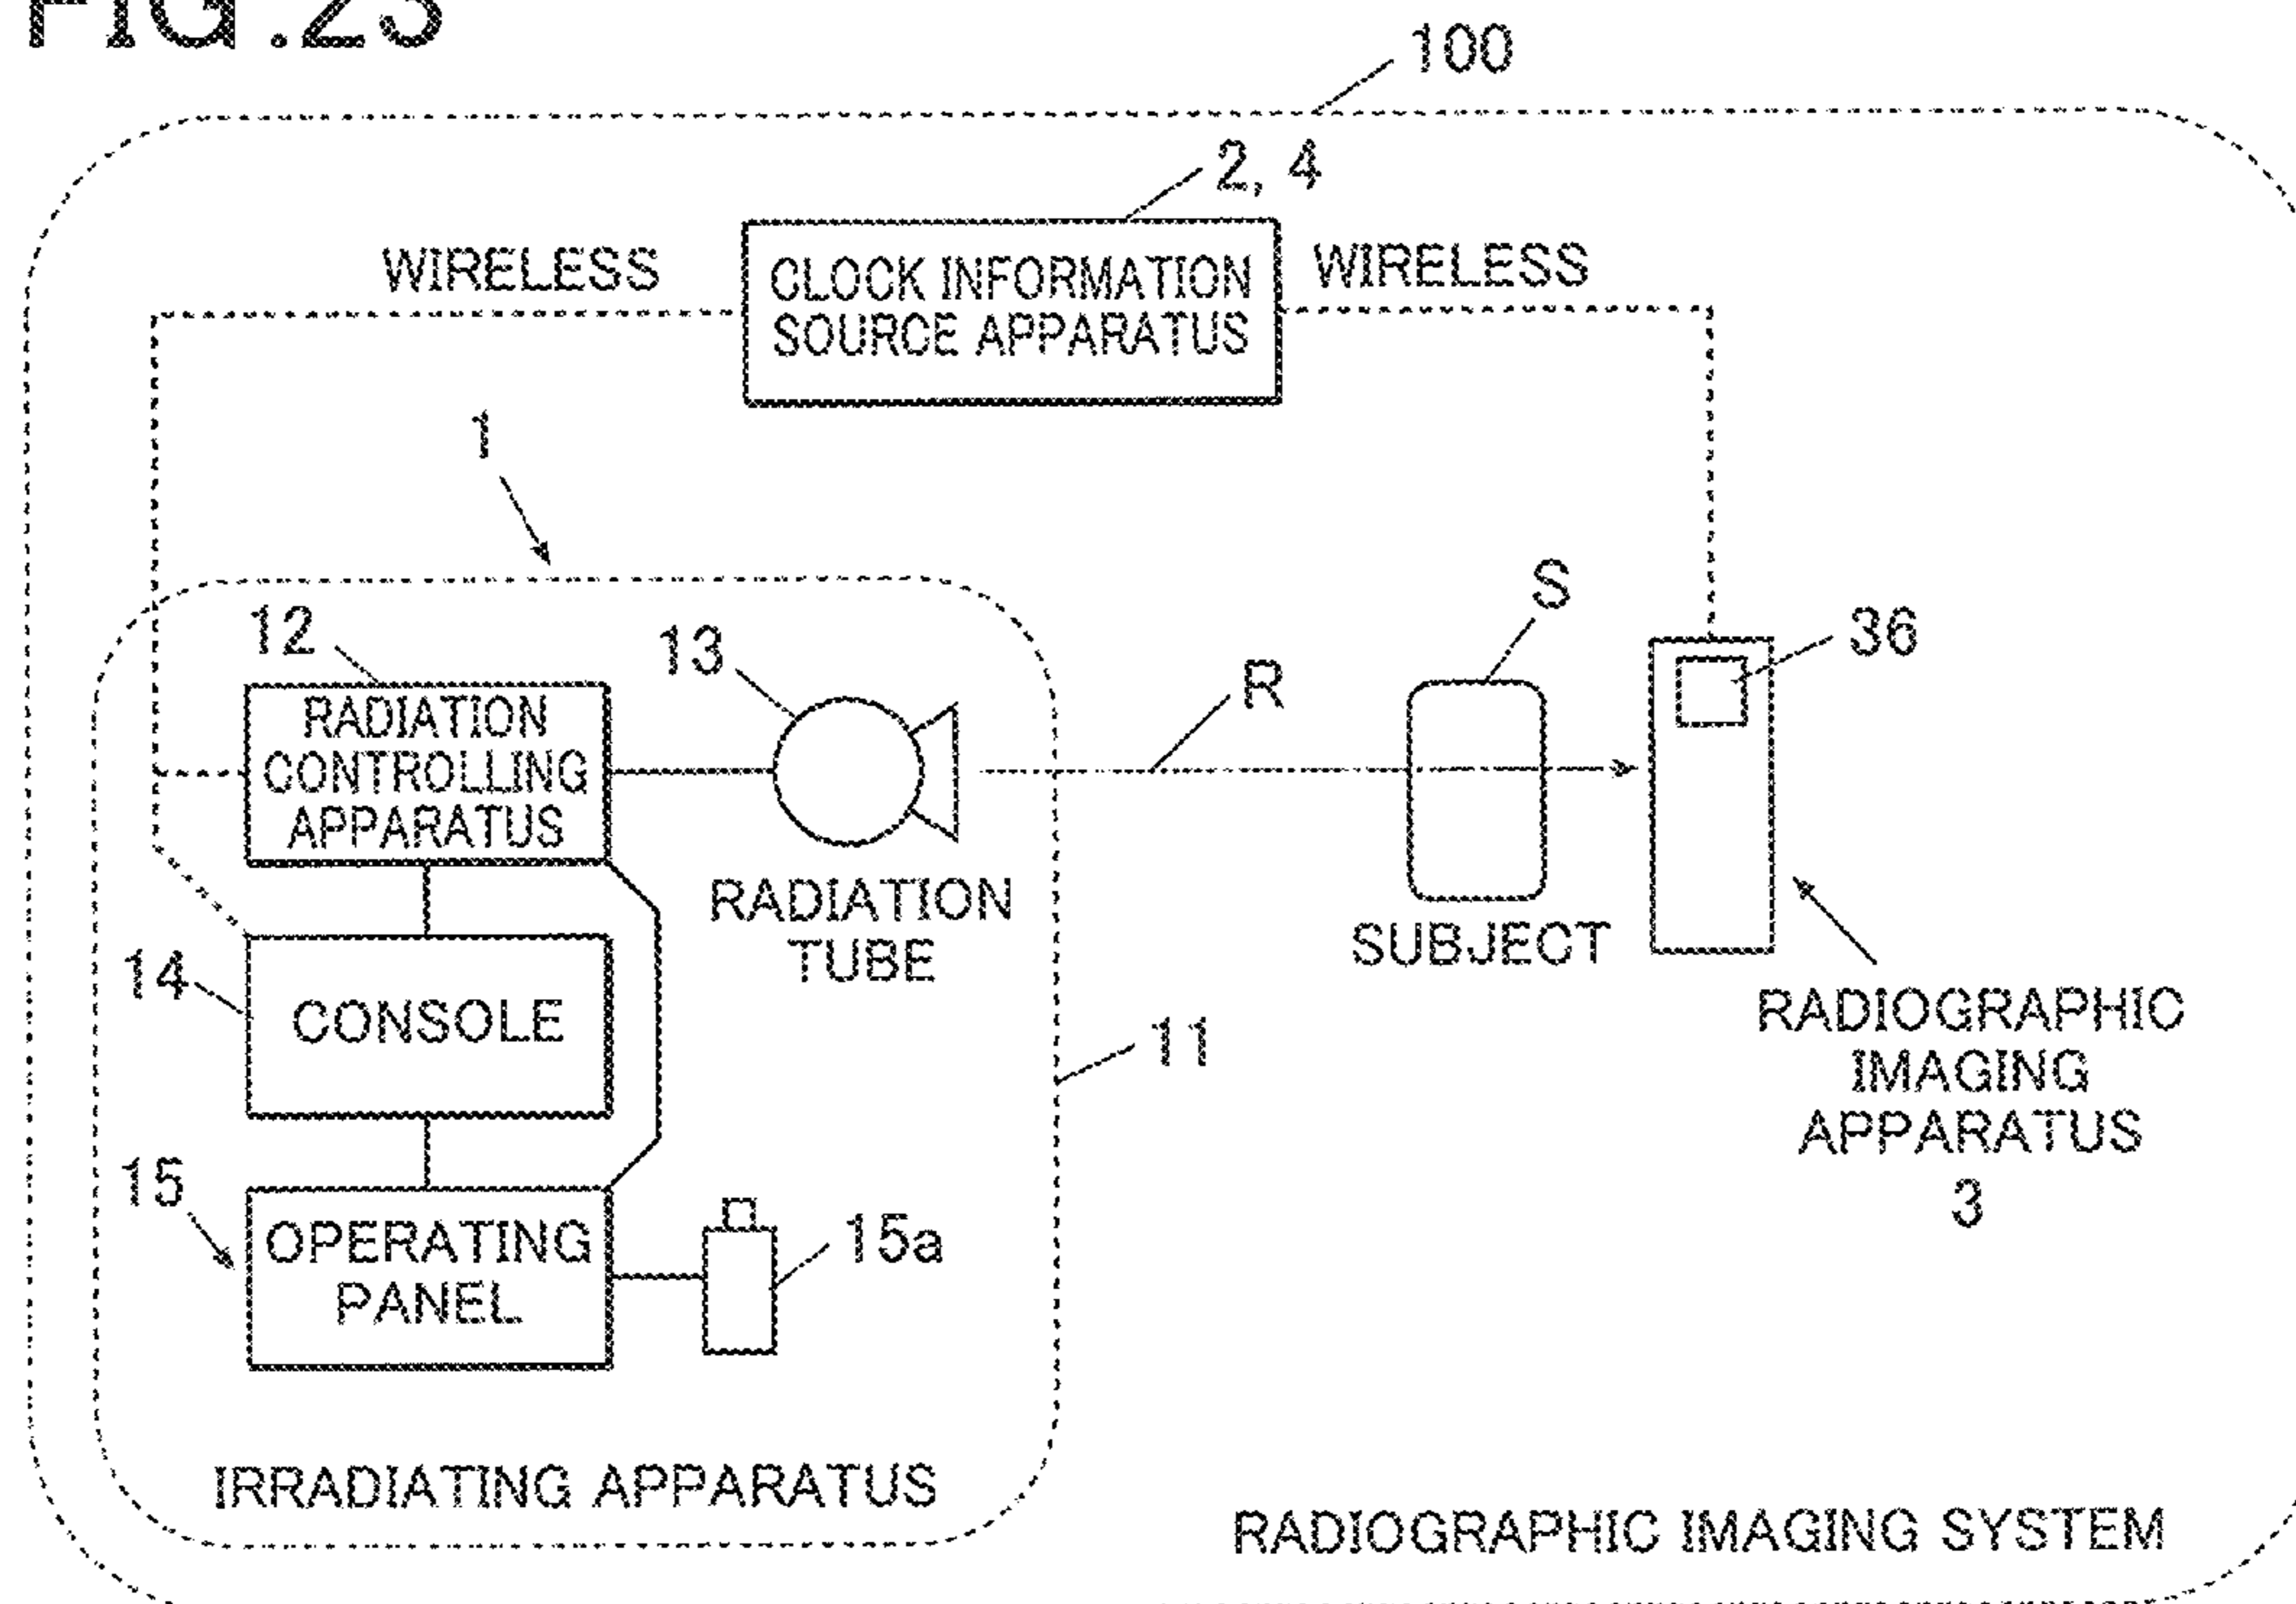 FIG.23
100
2, 4
WIRELESS
CLOCK INFORMATION
SOURCE APPARATUS
WIRELESS
1
12
13
S
36
R
RADIATION
CONTROLLING
APPARATUS
RADIATION
TUBE
SUBJECT
14
CONSOLE
11
RADIOGRAPHIC
IMAGING
APPARATUS
3
15
OPERATING
PANEL
15a
IRRADIATING APPARATUS
RADIOGRAPHIC IMAGING SYSTEM